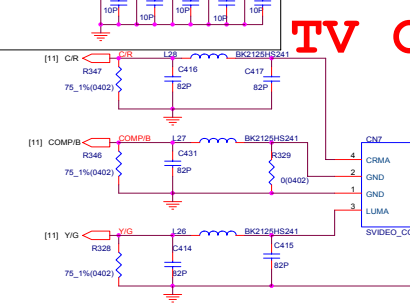 10P 10P 10P 10P 10P
TV
[11] C/R C/R L28 BK2125HS241
R347 C416 C417
75_1%(0402) 82P 82P
CN7
[11] COMP/B COMP/B L27 BK2125HS241
R346 C431 R329
75_1%(0402) 82P 0(0402)
4 CRMA
2 GND
1 GND
3 LUMA
SVIDEO_CO
[11] Y/G Y/G L26 BK2125HS241
R328 C414 C415
75_1%(0402) 82P 82P